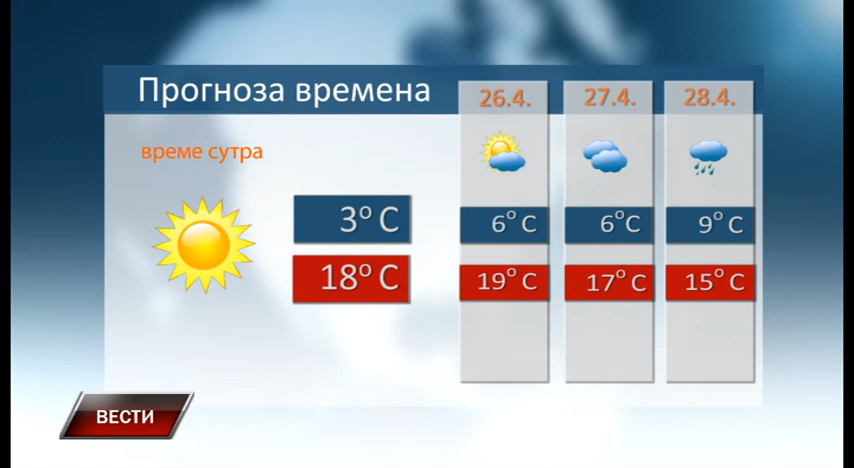 Прогноза времена
време сутра
3° C
18° C
26.4.
6° C
19° C
27.4.
6°C
17° C
28.4.
9° C
15° C
ВЕСТИ